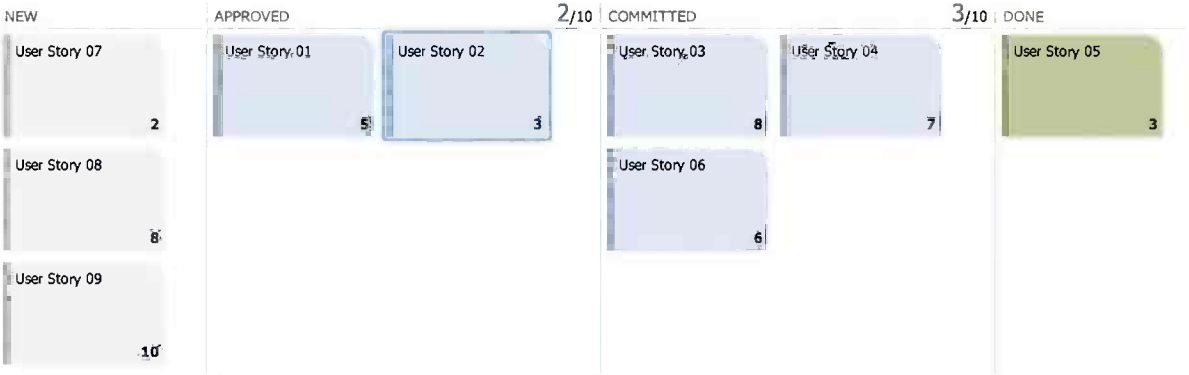 NEW
APPROVED 2/10
COMMITTED 3/10
DONE
User Story 07
2
User Story 08
8
User Story 09
10
User Story 01
5
User Story 02
3
User Story 03
8
User Story 04
7
User Story 06
6
User Story 05
3